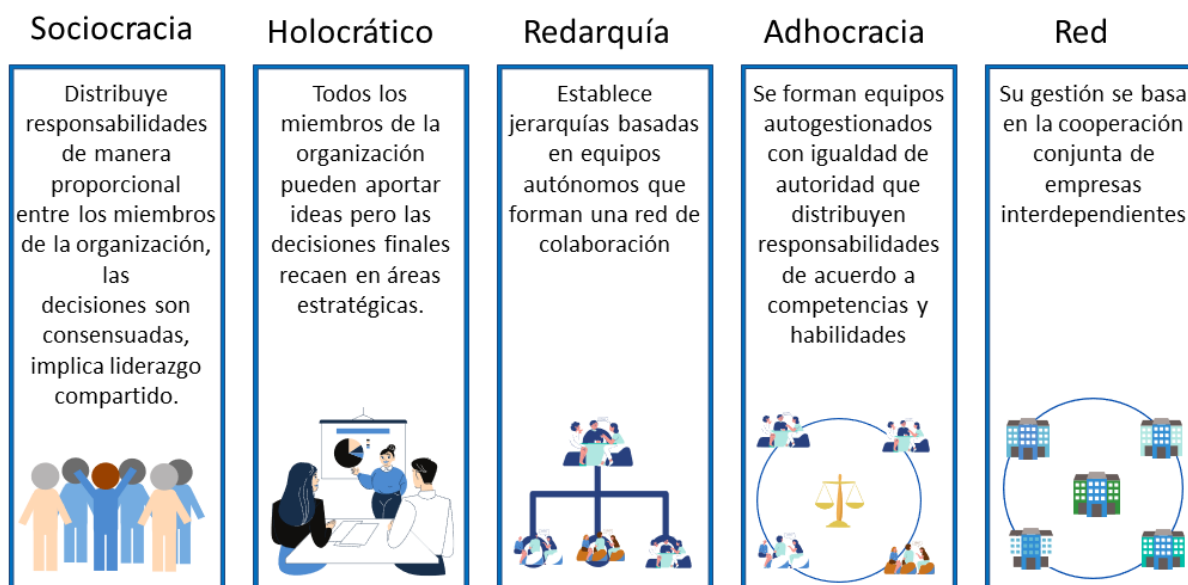 Sociocracia
Distribuye
responsabilidades
de manera
proporcional
entre los miembros
de la organización,
las
decisiones son
consensuadas,
implica liderazgo
compartido.
Holocrático
Todos los
miembros de la
organización
pueden aportar
ideas pero las
decisiones finales
recaen en áreas
estratégicas.
Redarquía
Establece
jerarquías basadas
en equipos
autónomos que
forman una red de
colaboración
Adhocracia
Se forman equipos
autogestionados
con igualdad de
autoridad que
distribuyen
responsabilidades
de acuerdo a
competencias y
habilidades
Red
Su gestión se basa
en la cooperación
conjunta de
empresas
interdependientes